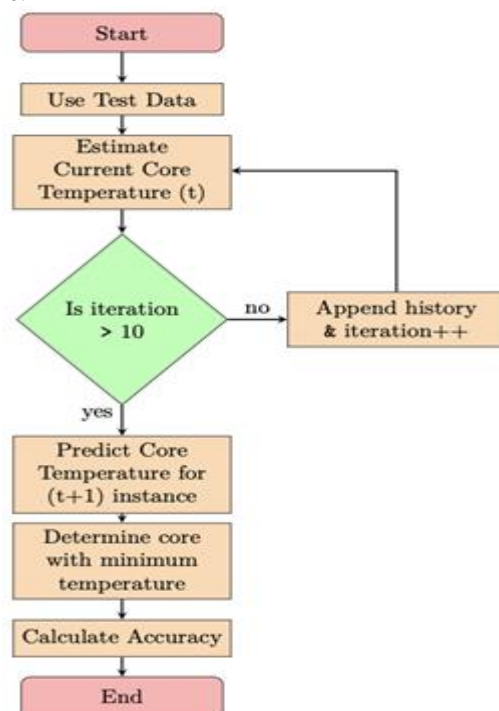 Start
Use Test Data
Estimate
Current Core
Temperature (t)
Is iteration
> 10
no
Append history
& iteration++
yes
Predict Core
Temperature for
(t+1) instance
Determine core
with minimum
temperature
Calculate Accuracy
End